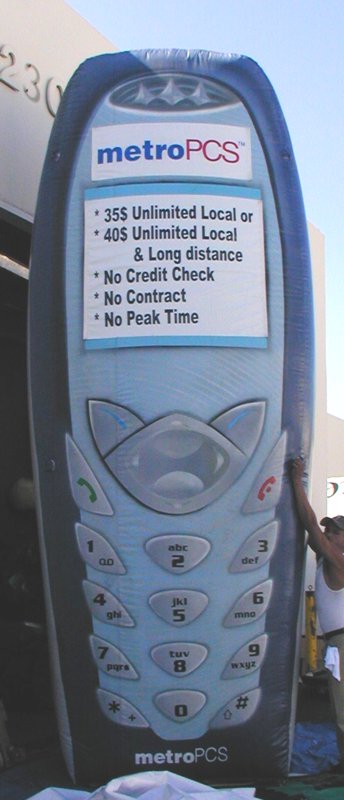 230
metroPCS™
* 35$ Unlimited Local or
* 40$ Unlimited Local
& Long distance
* No Credit Check
* No Contract
* No Peak Time
1
abc
2
3
def
4
ghi
jkl
5
6
mno
7
pqrs
tuv
8
9
wxyz
* +
0
#
metroPCS